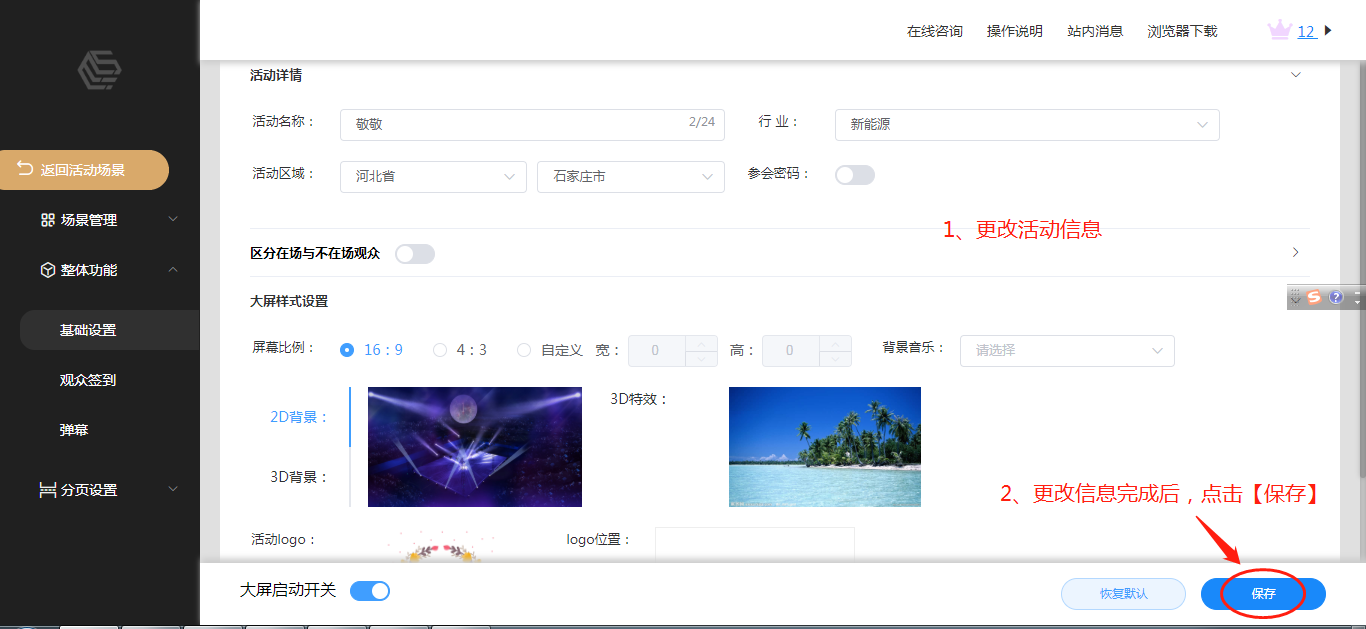 在线咨询 操作说明 站内消息 浏览器下载 12
返回活动场景
场景管理
整体功能
基础设置
观众签到
弹幕
分页设置
活动详情
活动名称： 敬敬 2/24 行 业： 新能源
活动区域： 河北省 石家庄市 参会密码：
1、更改活动信息
区分在场与不在场观众
大屏样式设置
屏幕比例： 16：9 4：3 自定义 宽： 0 高： 0 背景音乐： 请选择
2D背景： 3D特效：
3D背景：
2、更改信息完成后，点击【保存】
活动logo： logo位置：
大屏启动开关 恢复默认 保存